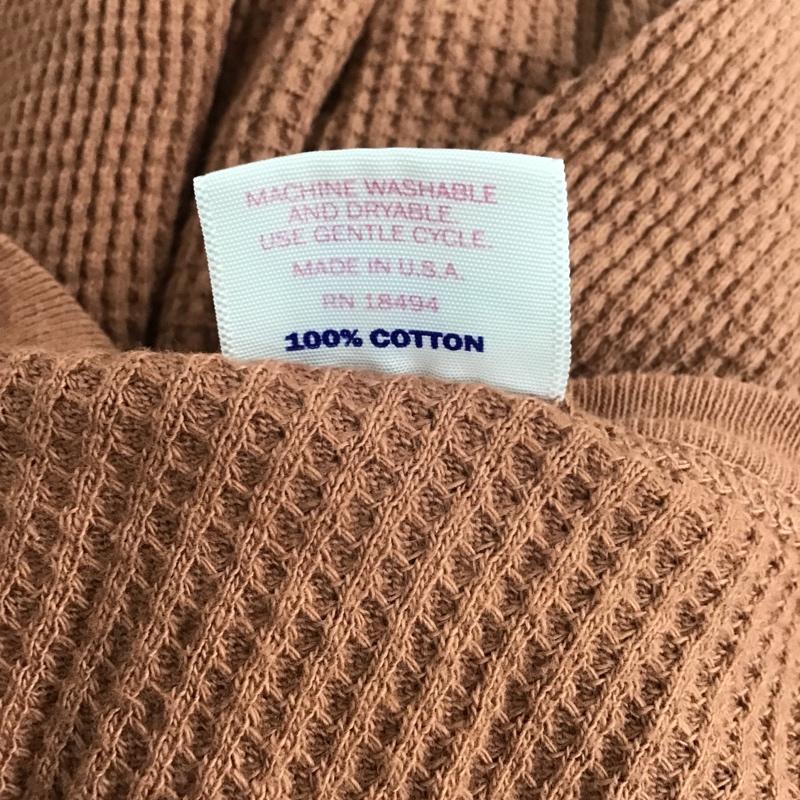 MACHINE WASHABLE
AND DRYABLE.
USE GENTLE CYCLE.
MADE IN U.S.A.
RN 18494
100% COTTON